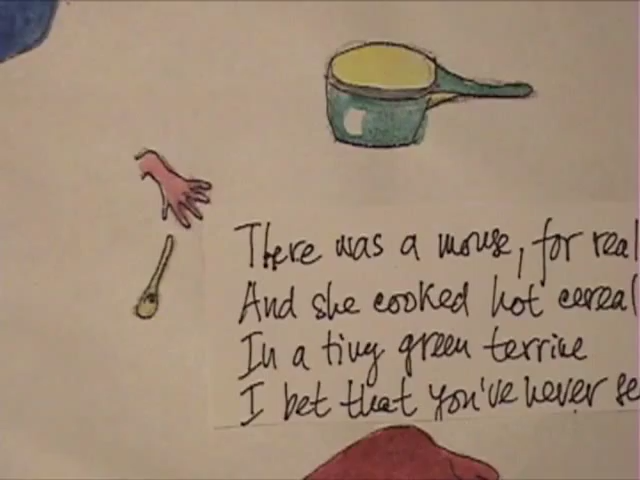 There was a mouse, for real
And she cooked hot cereal
In a tiny green terrine
I bet that you've never se